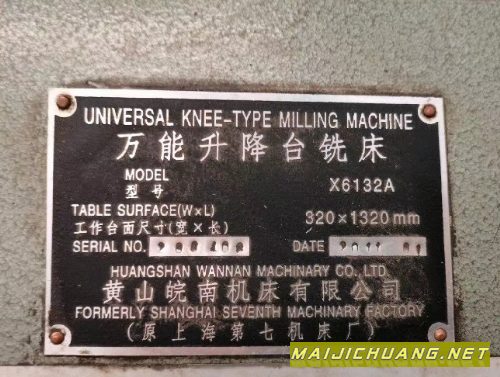 UNIVERSAL KNEE-TYPE MILLING MACHINE
万能升降台铣床
MODEL
型号 X6132A
TABLE SURFACE(W×L)
工作台面尺寸(宽×长) 320×1320mm
SERIAL NO. DATE
HUANGSHAN WANNAN MACHINARY CO., LTD.
黄山皖南机床有限公司
FORMERLY SHANGHAI SEVENTH MACHINARY FACTORY
(原上海第七机床厂)
MAIJICHUANG.NET